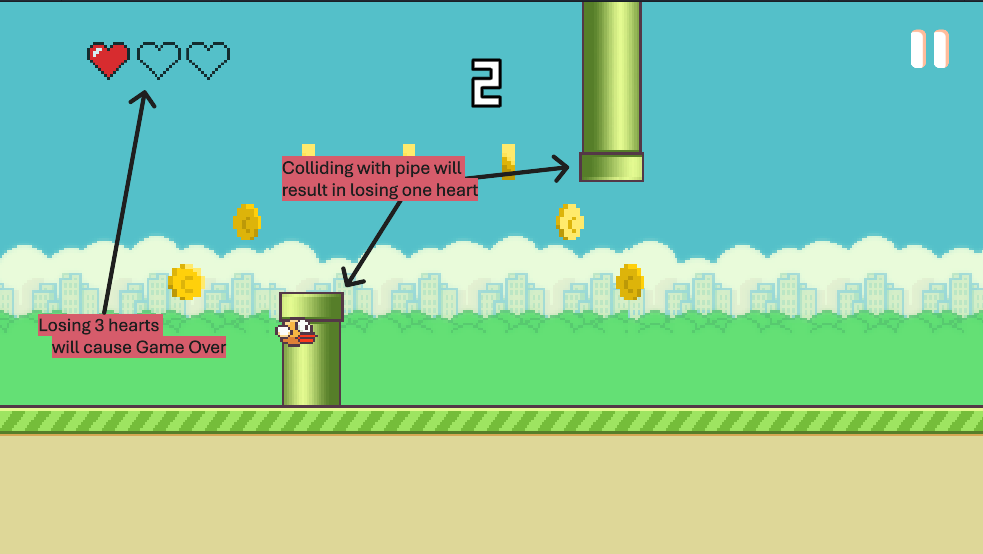 2
Colliding with pipe will
result in losing one heart
Losing 3 hearts
will cause Game Over